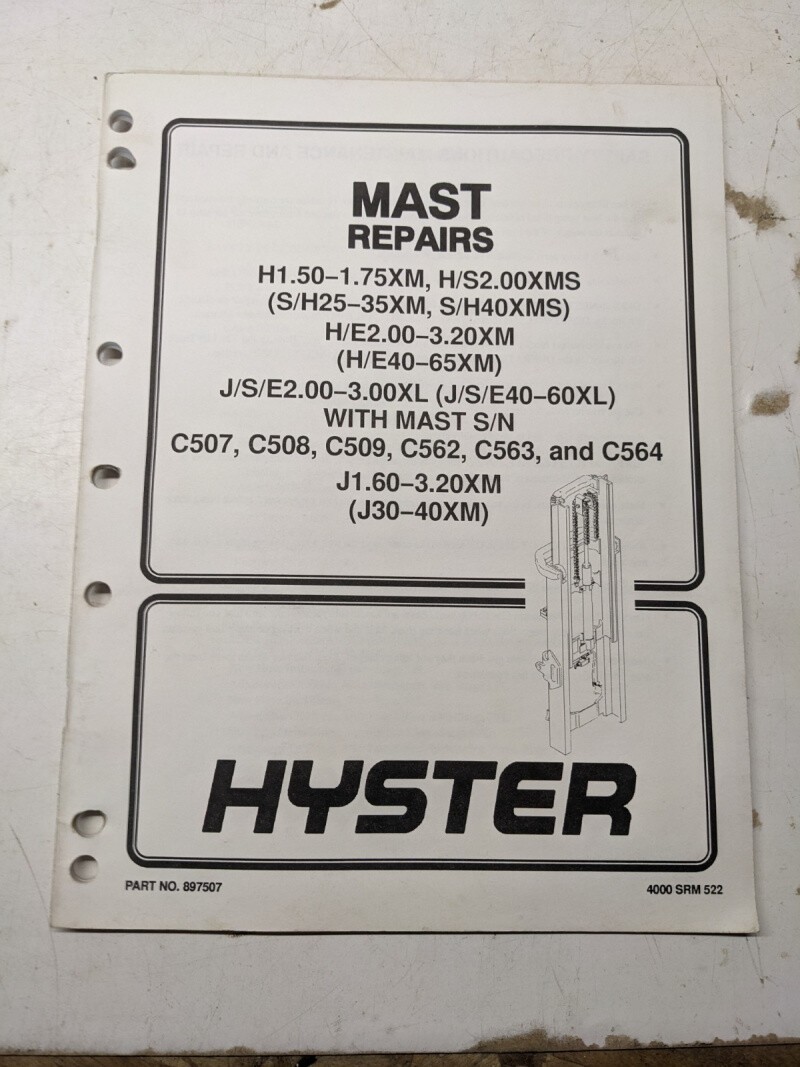 MAST
REPAIRS
H1.50–1.75XM, H/S2.00XMS
(S/H25–35XM, S/H40XMS)
H/E2.00–3.20XM
(H/E40–65XM)
J/S/E2.00–3.00XL (J/S/E40–60XL)
WITH MAST S/N
C507, C508, C509, C562, C563, and C564
J1.60–3.20XM
(J30–40XM)
HYSTER
PART NO. 897507
4000 SRM 522